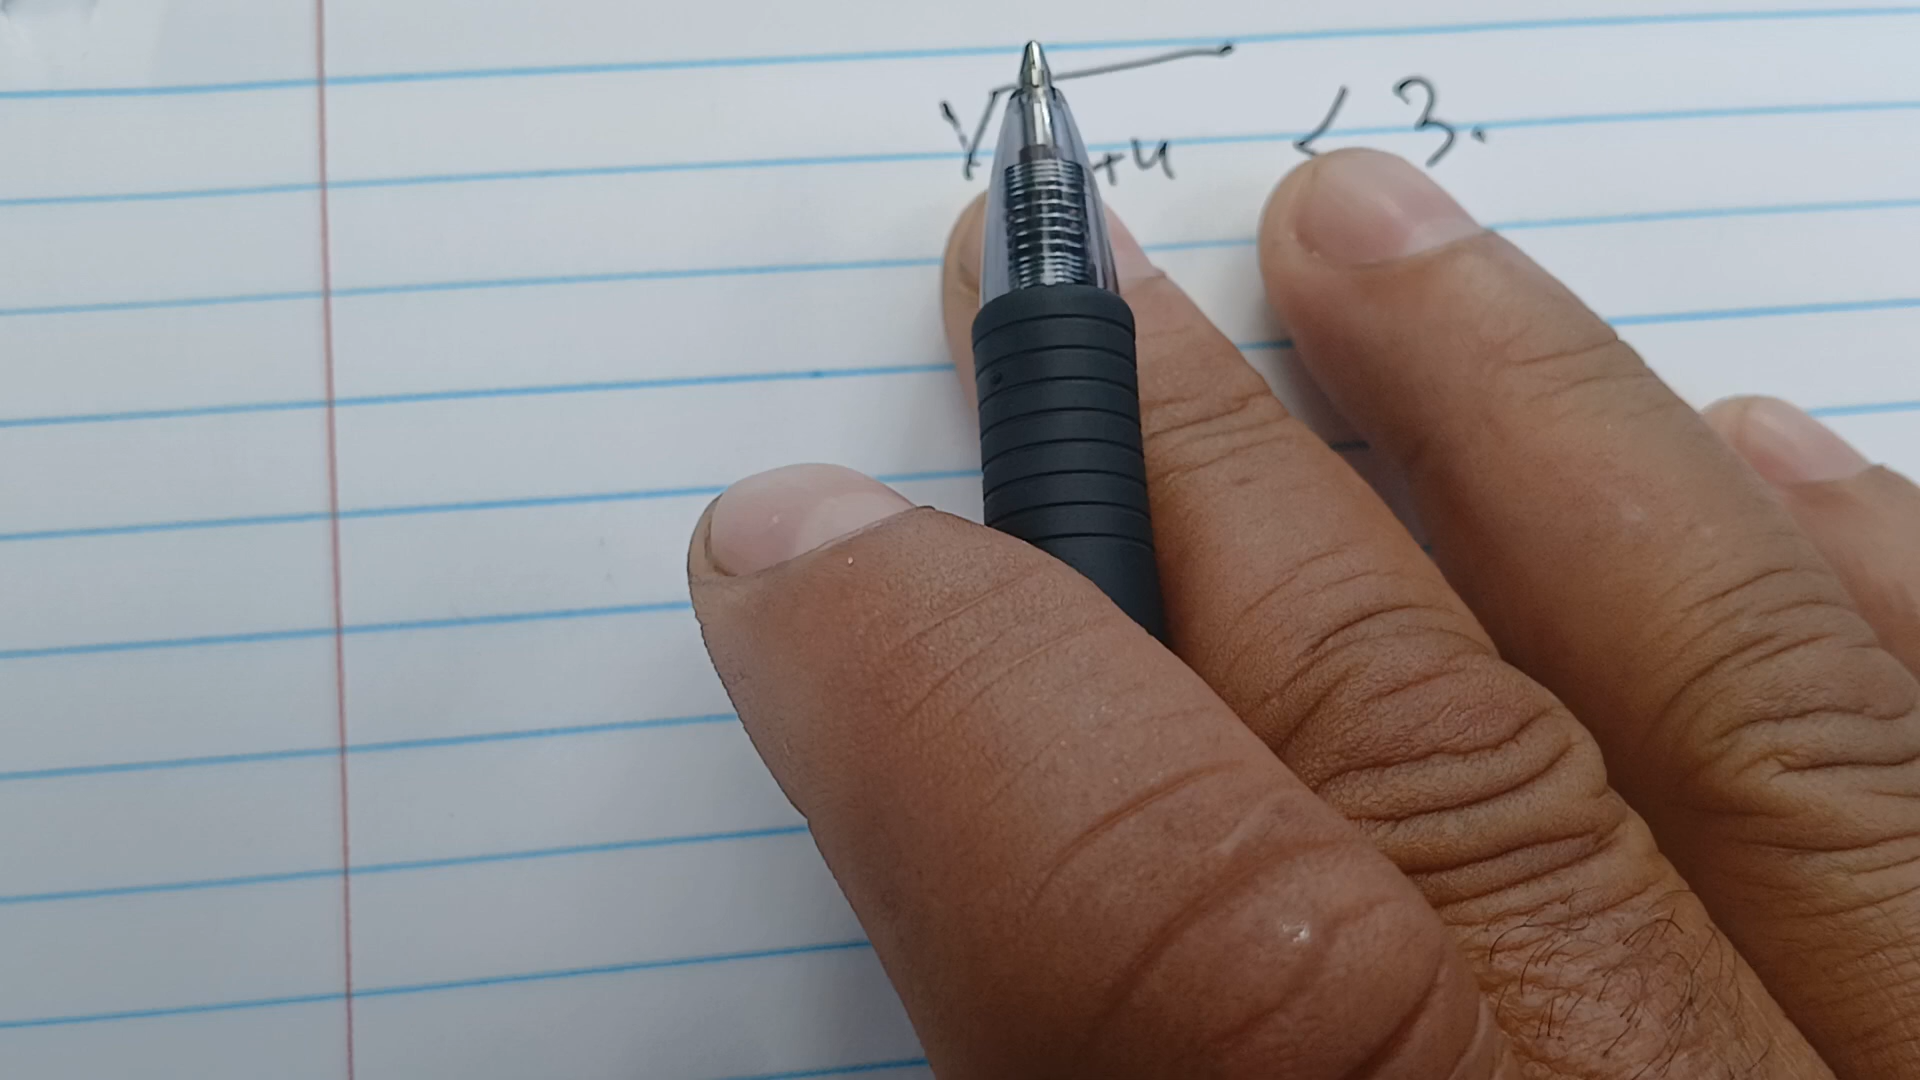 √ +4 < 3.